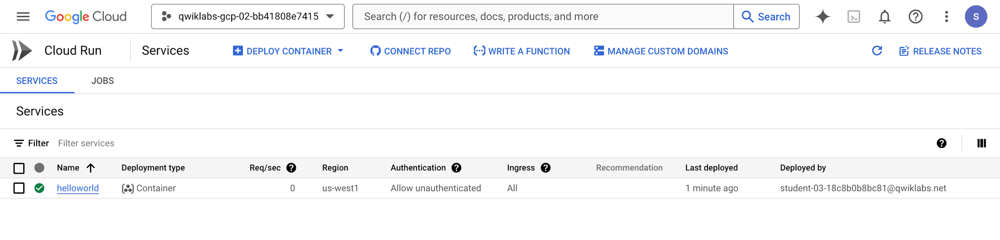 Google Cloud qwiklabs-gcp-02-bb41808e7415 Search (/) for resources, docs, products, and more Search S
Cloud Run Services DEPLOY CONTAINER CONNECT REPO WRITE A FUNCTION MANAGE CUSTOM DOMAINS RELEASE NOTES
SERVICES JOBS
Services
Filter Filter services
Name Deployment type Req/sec Region Authentication Ingress Recommendation Last deployed Deployed by
helloworld Container 0 us-west1 Allow unauthenticated All 1 minute ago student-03-18c8b0b8bc81@qwiklabs.net